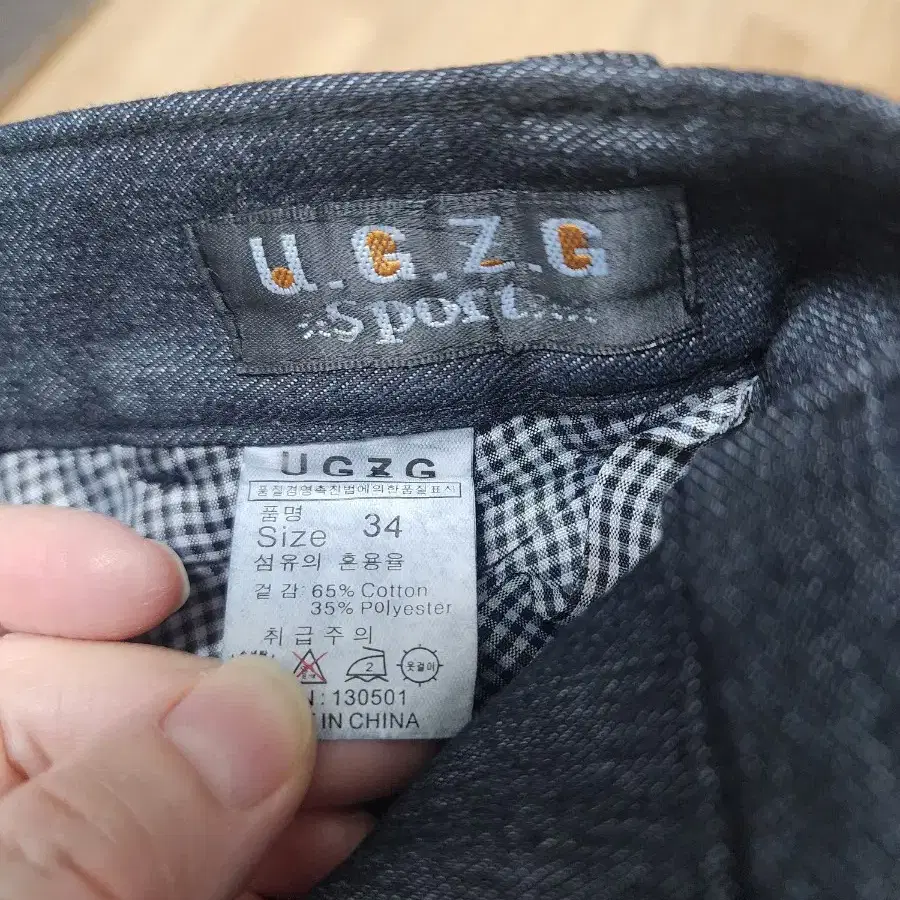 U.G.Z.G
Sport
UGZG
품질경영촉진법에의한품질표시
품명
Size 34
섬유의 혼용율
겉감: 65% Cotton
35% Polyester
취급주의
2 옷걸이
N: 130501
IN CHINA